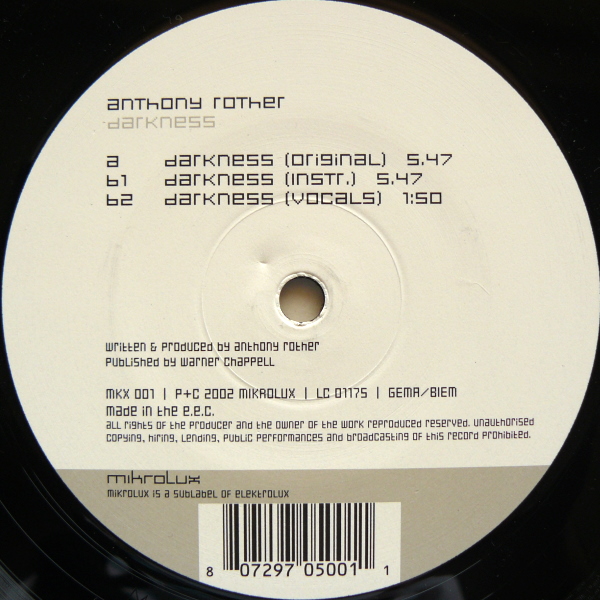 anthony rother
darkness
a darkness (original) 5.47
b1 darkness (instr.) 5.47
b2 darkness (vocals) 1:50
written & produced by anthony rother
published by warner chappell
MKX 001 | P+C 2002 MIKROLUX | LC 01175 | GEMA/BIEM
made in the e.e.c.
all rights of the producer and the owner of the work reproduced reserved. unauthorised
copying, hiring, lending, public performances and broadcasting of this record prohibited.
mikrolux
mikrolux is a sublabel of elektrolux
8 07297 05001 1